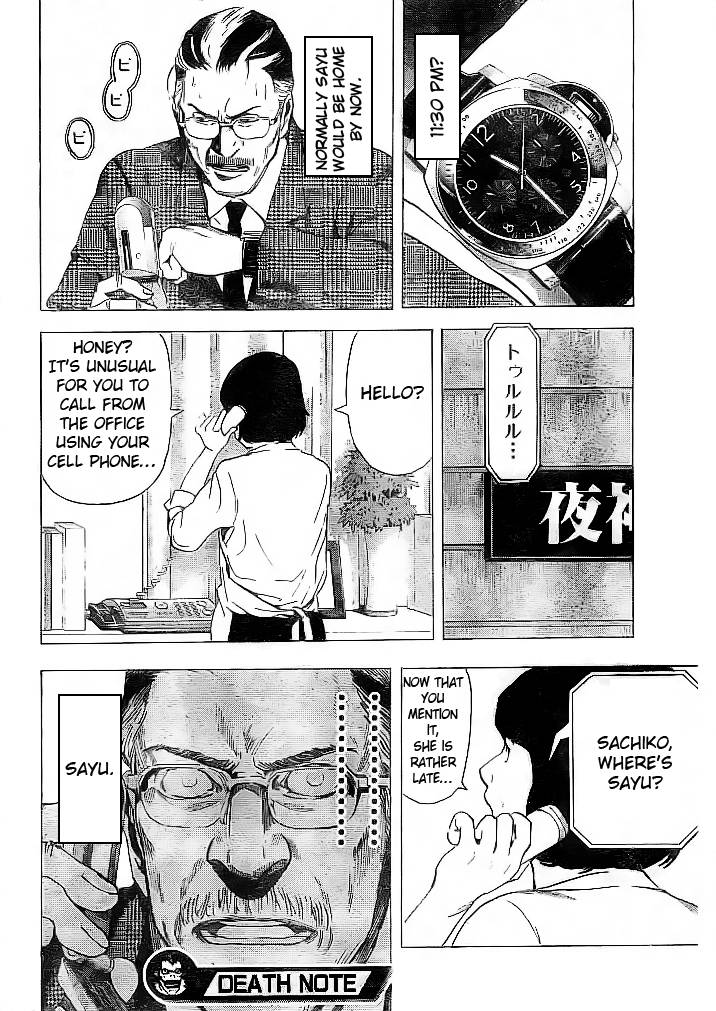 11:30 PM?
NORMALLY SAYU
WOULD BE HOME
BY NOW.
ピ
ピ
ピ
トゥルルル…
夜神
HELLO?
HONEY?
IT'S UNUSUAL
FOR YOU TO
CALL FROM
THE OFFICE
USING YOUR
CELL PHONE...
SACHIKO,
WHERE'S
SAYU?
NOW THAT
YOU
MENTION
IT,
SHE IS
RATHER
LATE...
SAYU.
DEATH NOTE